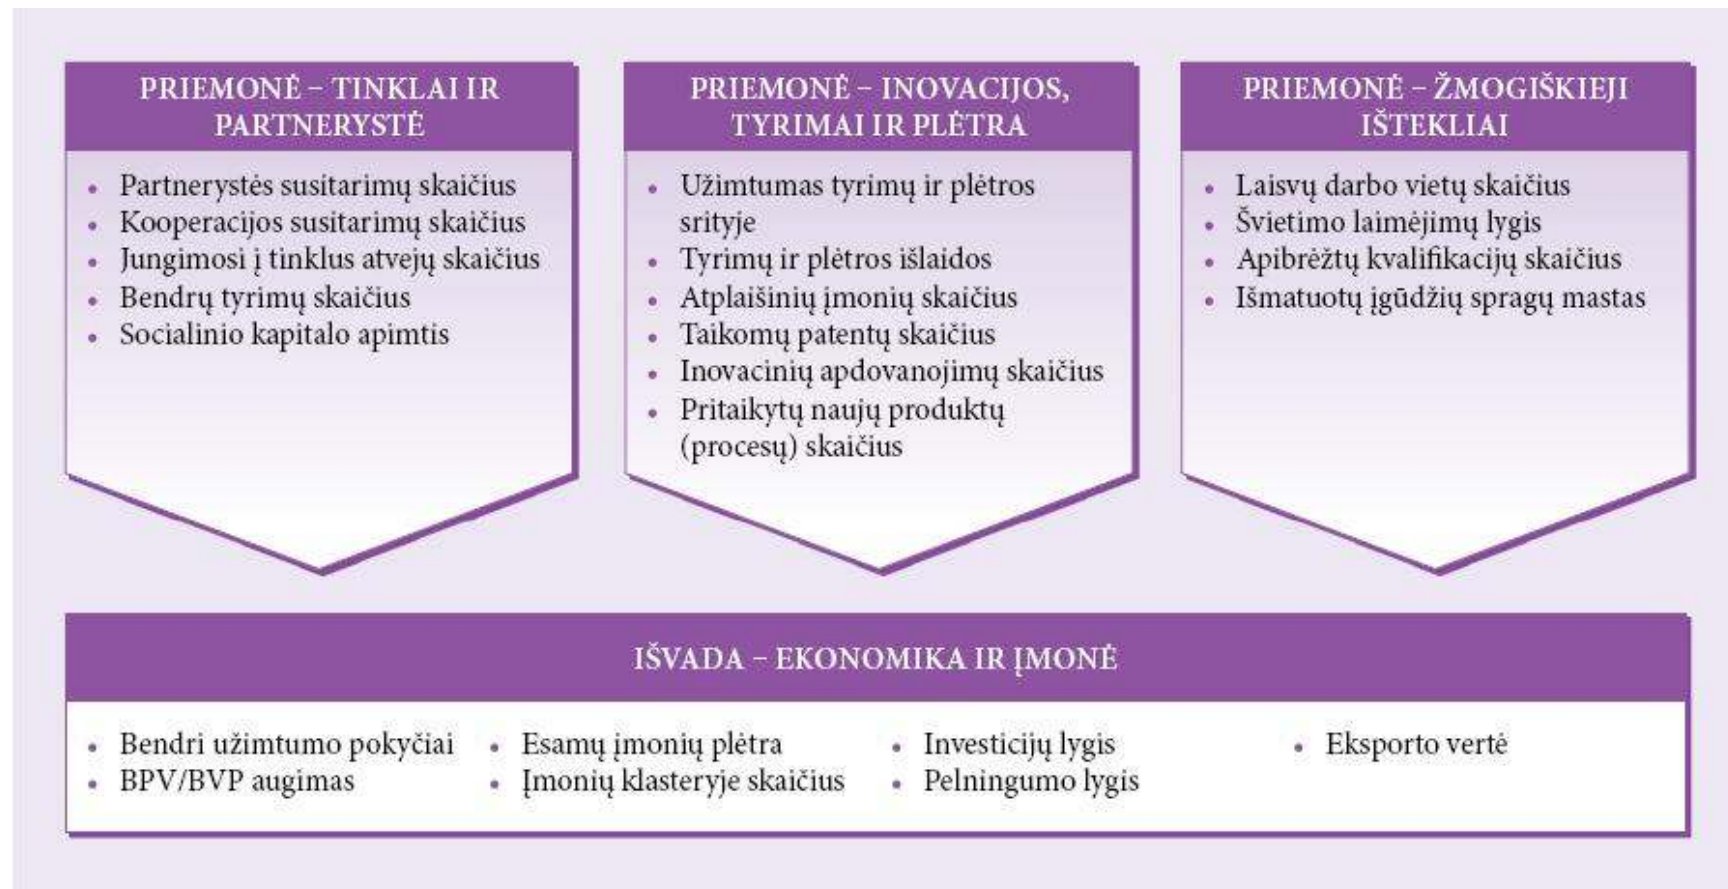 PRIEMONĖ – TINKLAI IR
PARTNERYSTĖ
• Partnerystės susitarimų skaičius
• Kooperacijos susitarimų skaičius
• Jungimosi į tinklus atvejų skaičius
• Bendrų tyrimų skaičius
• Socialinio kapitalo apimtis
PRIEMONĖ – INOVACIJOS,
TYRIMAI IR PLĖTRA
• Užimtumas tyrimų ir plėtros
srityje
• Tyrimų ir plėtros išlaidos
• Atplaišinių įmonių skaičius
• Taikomų patentų skaičius
• Inovacinių apdovanojimų skaičius
• Pritaikytų naujų produktų
(procesų) skaičius
PRIEMONĖ – ŽMOGIŠKIEJI
IŠTEKLIAI
• Laisvų darbo vietų skaičius
• Švietimo laimėjimų lygis
• Apibrėžtų kvalifikacijų skaičius
• Išmatuotų įgūdžių spragų mastas
IŠVADA – EKONOMIKA IR ĮMONĖ
• Bendri užimtumo pokyčiai
• BPV/BVP augimas
• Esamų įmonių plėtra
• Įmonių klasteryje skaičius
• Investicijų lygis
• Pelningumo lygis
• Eksporto vertė